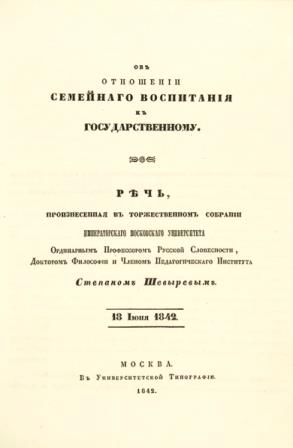 ОБЪ
ОТНОШЕНІИ
СЕМЕЙНАГО ВОСПИТАНІЯ
КЪ
ГОСУДАРСТВЕННОМУ.
РѢЧЬ,
ПРОИЗНЕСЕННАЯ ВЪ ТОРЖЕСТВЕННОМЪ СОБРАНІИ
ИМПЕРАТОРСКАГО МОСКОВСКАГО УНИВЕРСИТЕТА
Ординарнымъ Профессоромъ Русской Словесности,
Докторомъ Философіи и Членомъ Педагогическаго Института
Степаномъ Шевыревымъ.
18 Іюня 1842.
МОСКВА.
Въ Университетской Типографіи.
1842.